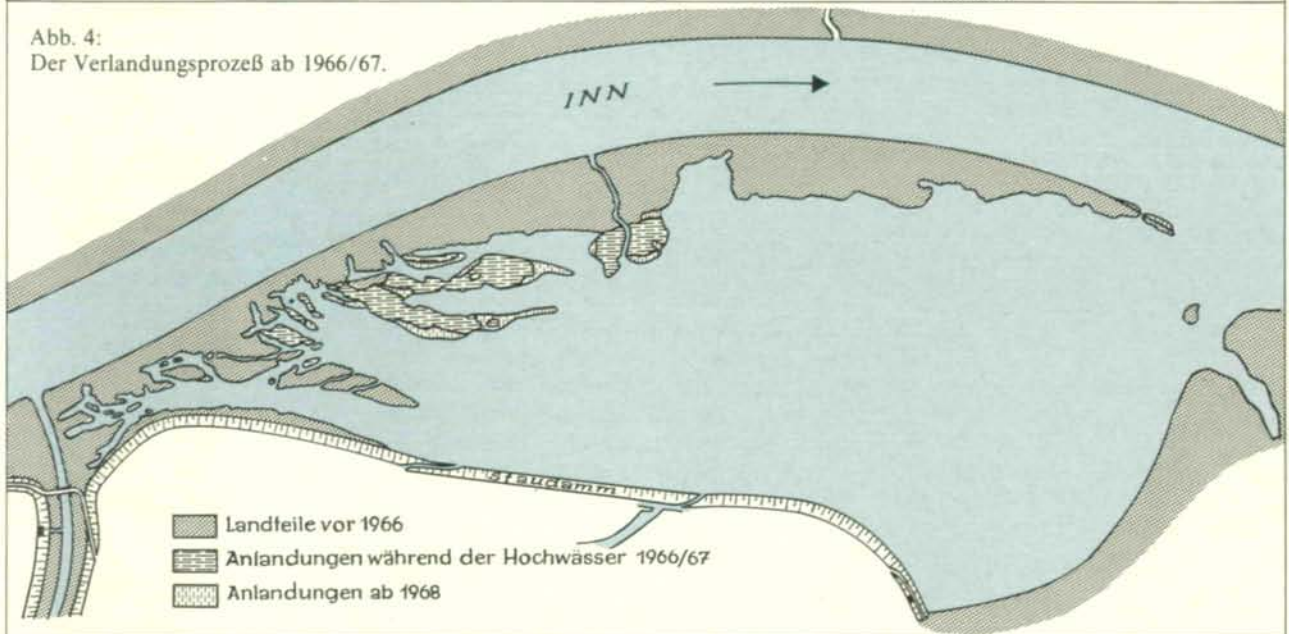 Abb. 4:
Der Verlandungsprozeß ab 1966/67.
INN
Staudamm
Landteile vor 1966
Anlandungen während der Hochwässer 1966/67
Anlandungen ab 1968